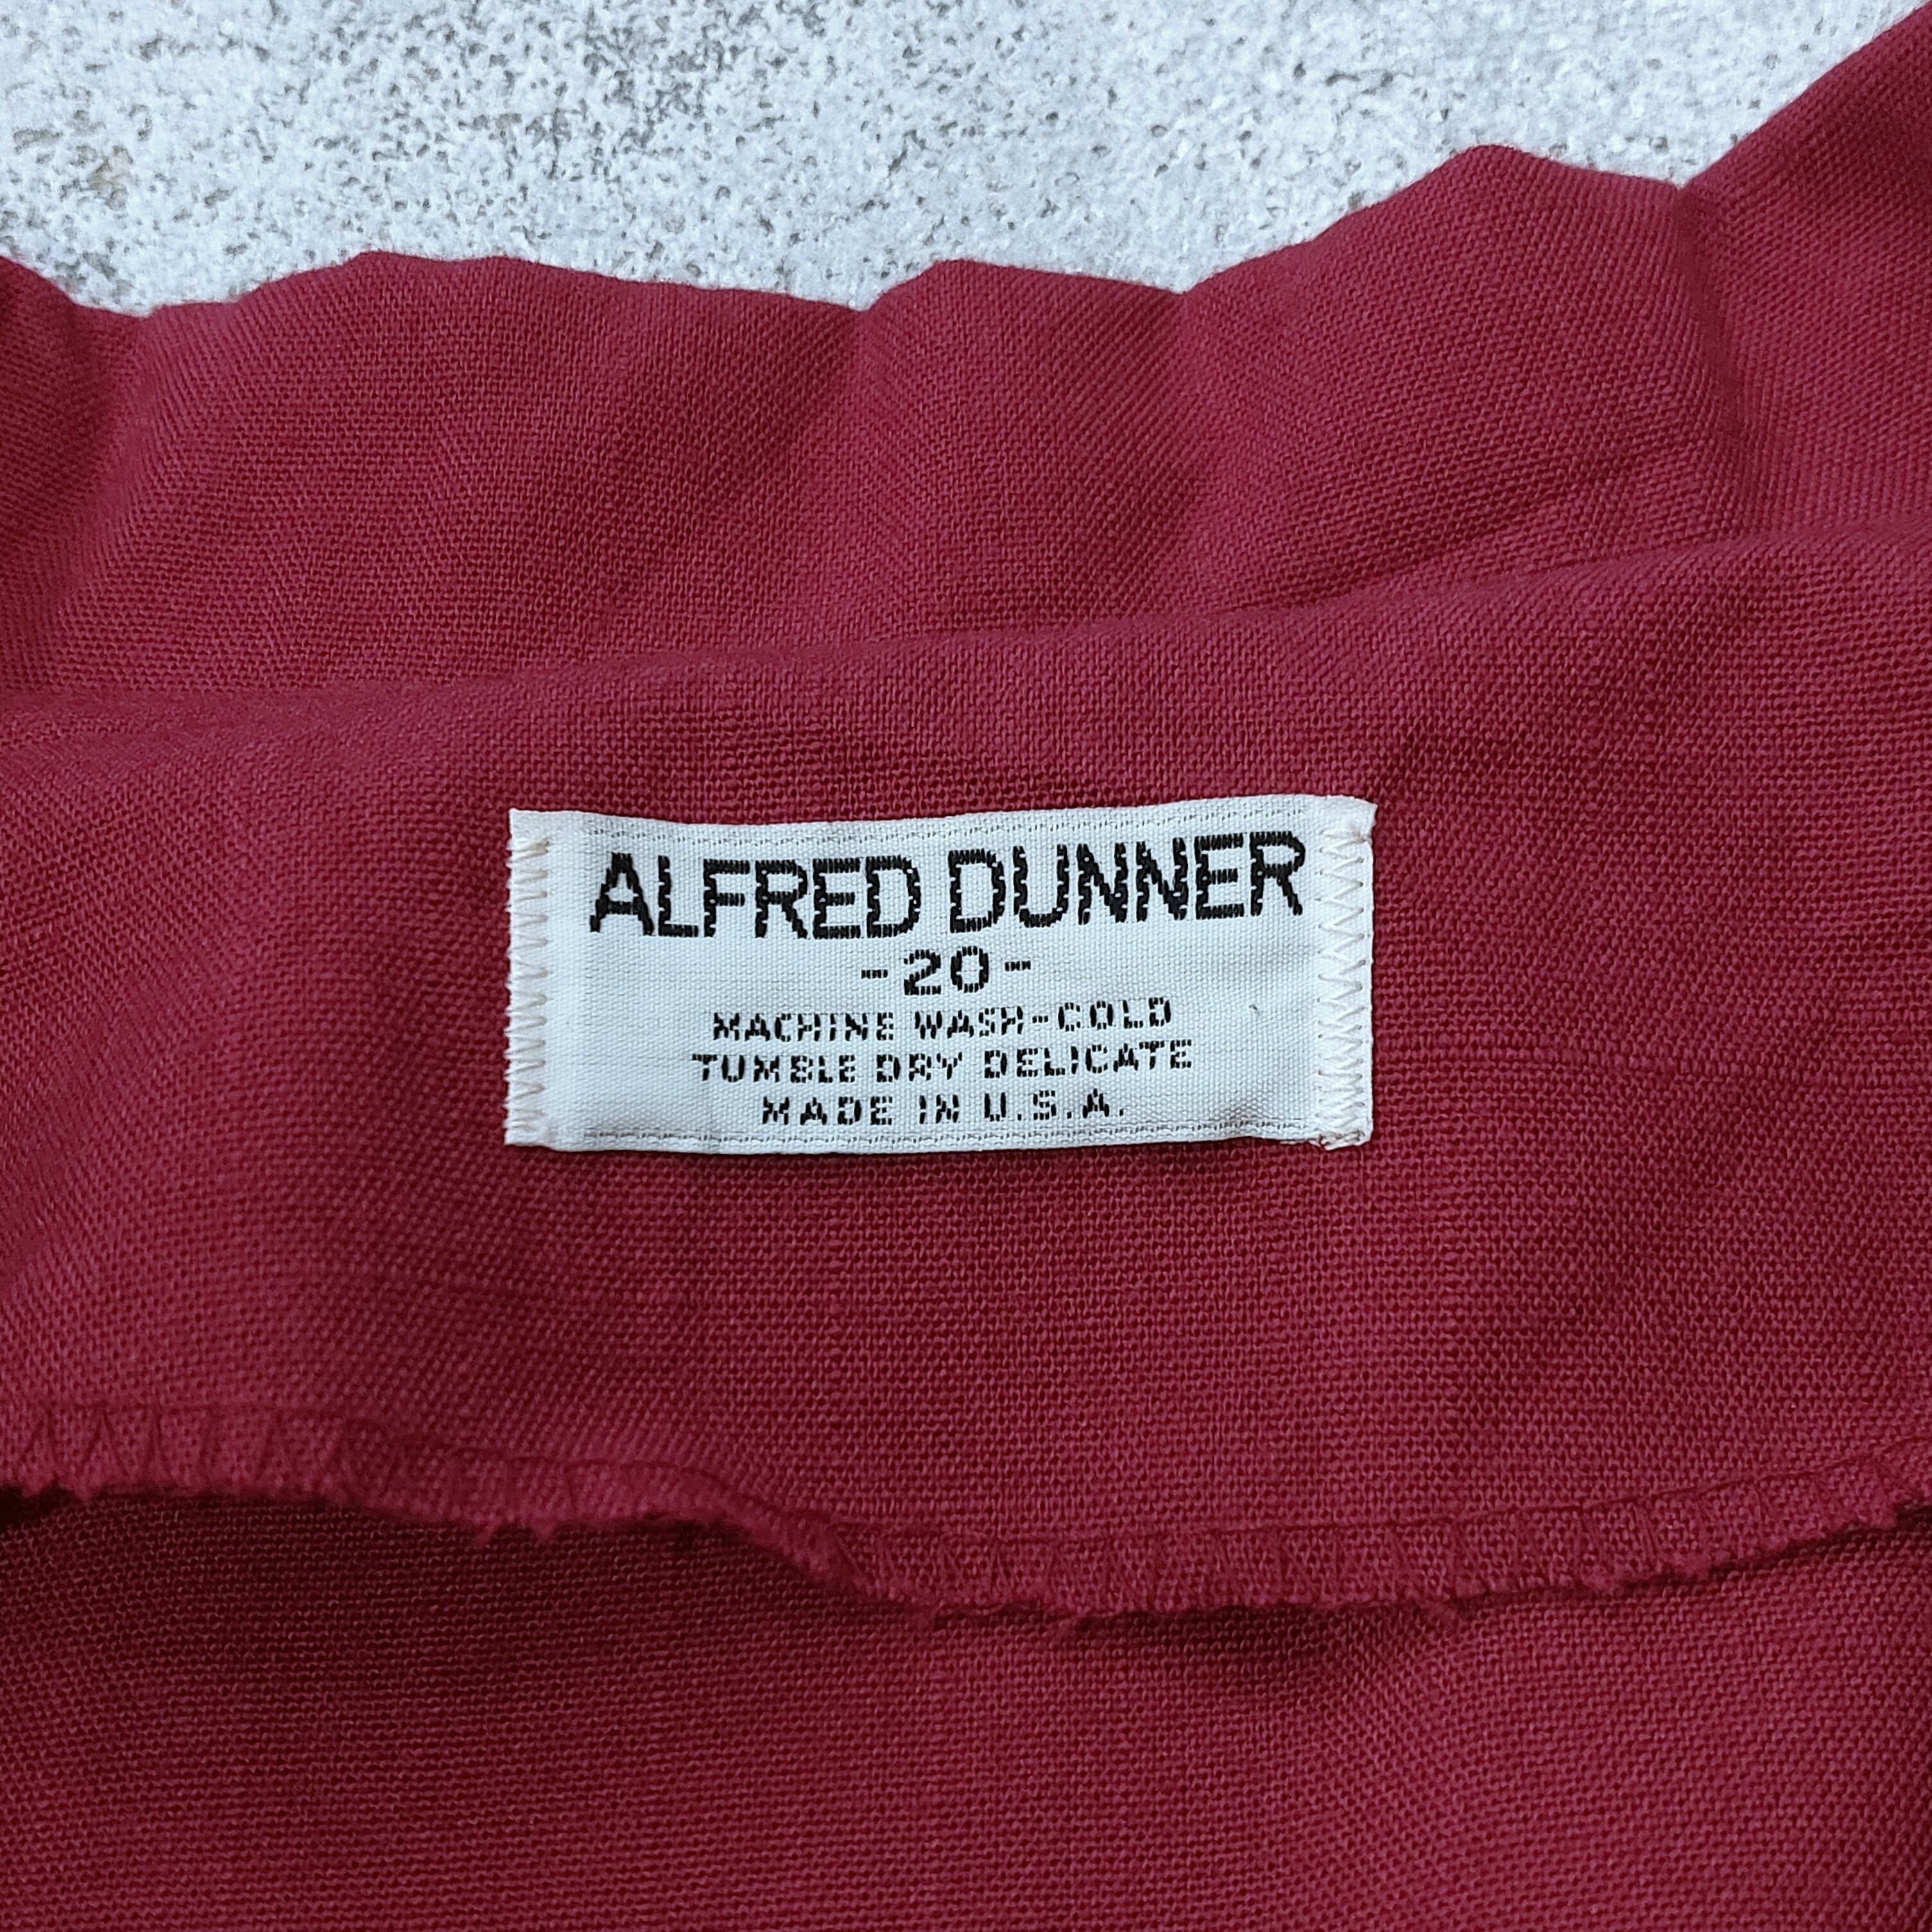 ALFRED DUNNER
-20-
MACHINE WASH-COLD
TUMBLE DRY DELICATE
MADE IN U.S.A.